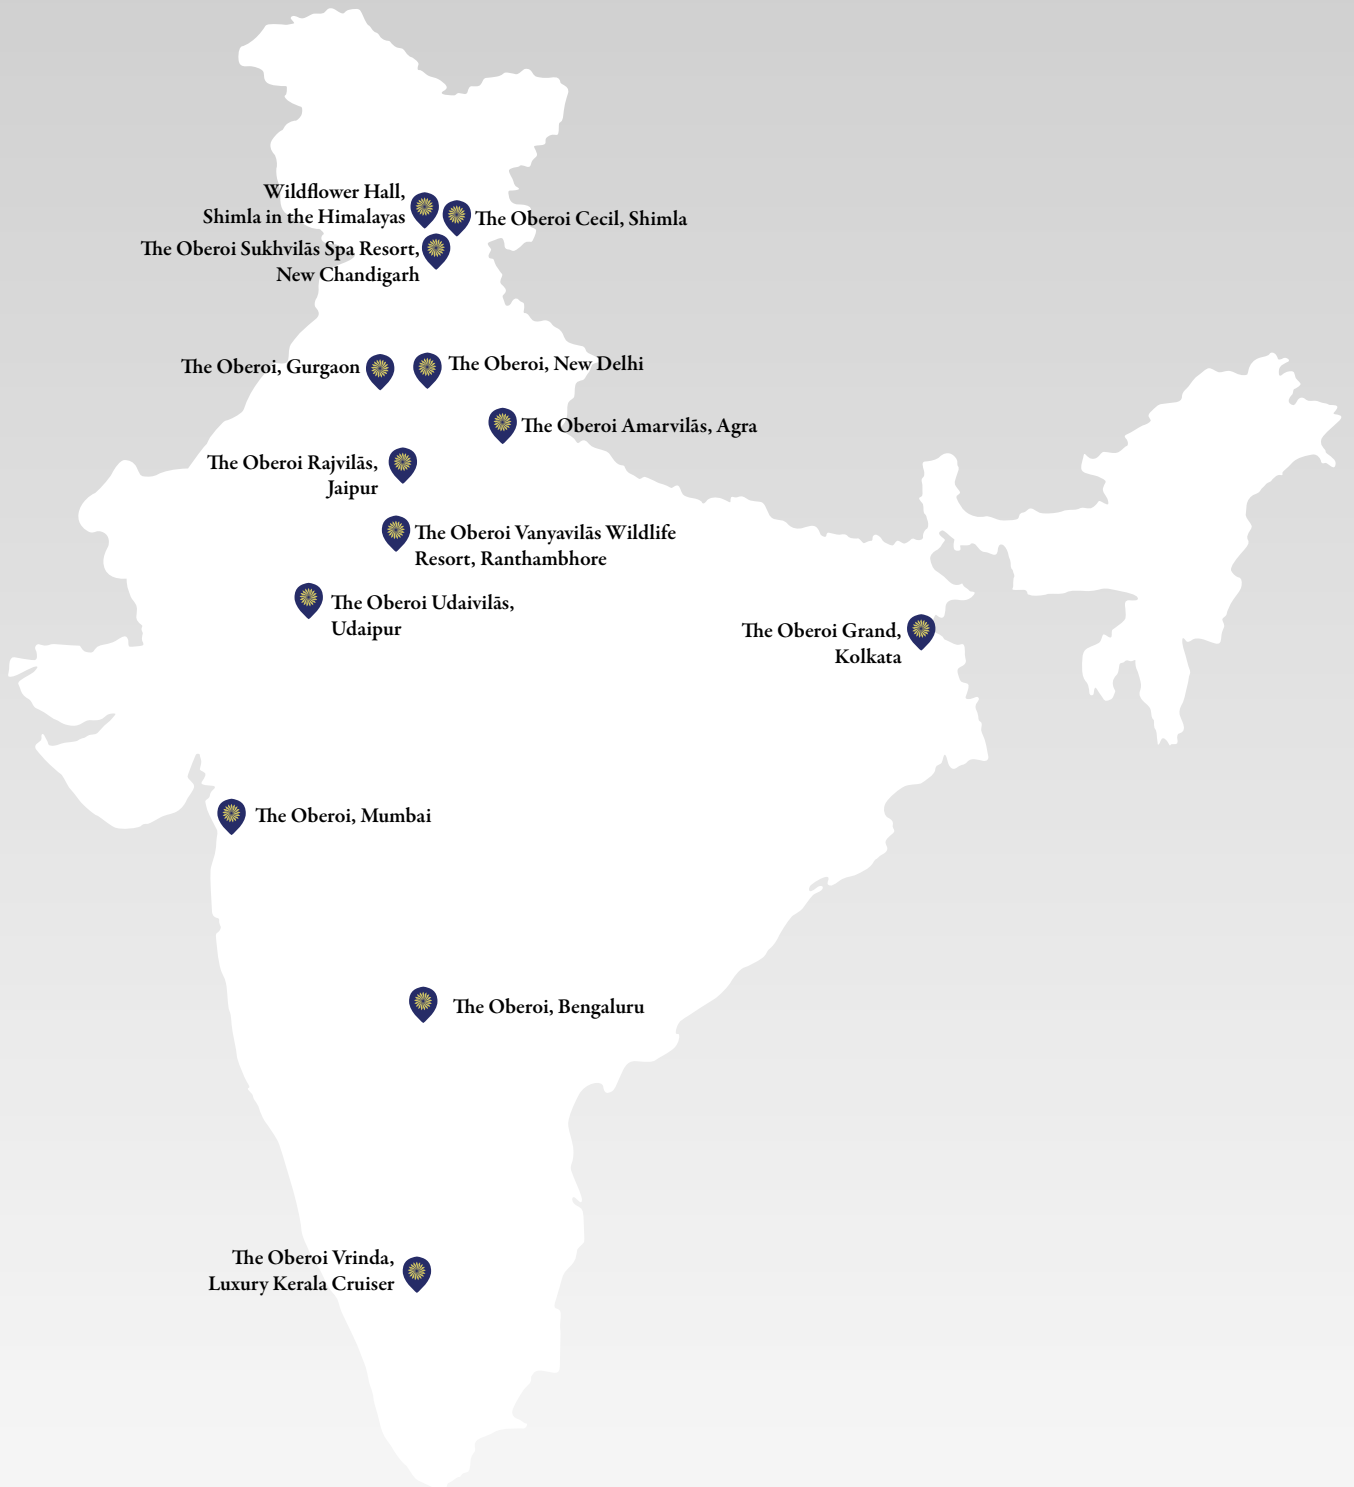 Wildflower Hall,
Shimla in the Himalayas
The Oberoi Cecil, Shimla
The Oberoi Sukhvilās Spa Resort,
New Chandigarh
The Oberoi, Gurgaon
The Oberoi, New Delhi
The Oberoi Amarvilās, Agra
The Oberoi Rajvilās,
Jaipur
The Oberoi Vanyavilās Wildlife
Resort, Ranthambhore
The Oberoi Udaivilās,
Udaipur
The Oberoi Grand,
Kolkata
The Oberoi, Mumbai
The Oberoi, Bengaluru
The Oberoi Vrinda,
Luxury Kerala Cruiser